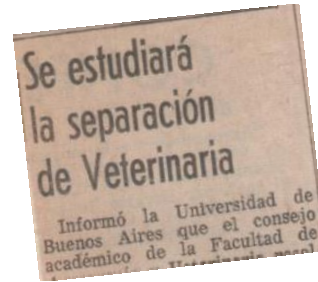 Se estudiará
la separación
de Veterinaria
Informó la Universidad de
Buenos Aires que el consejo
académico de la Facultad de